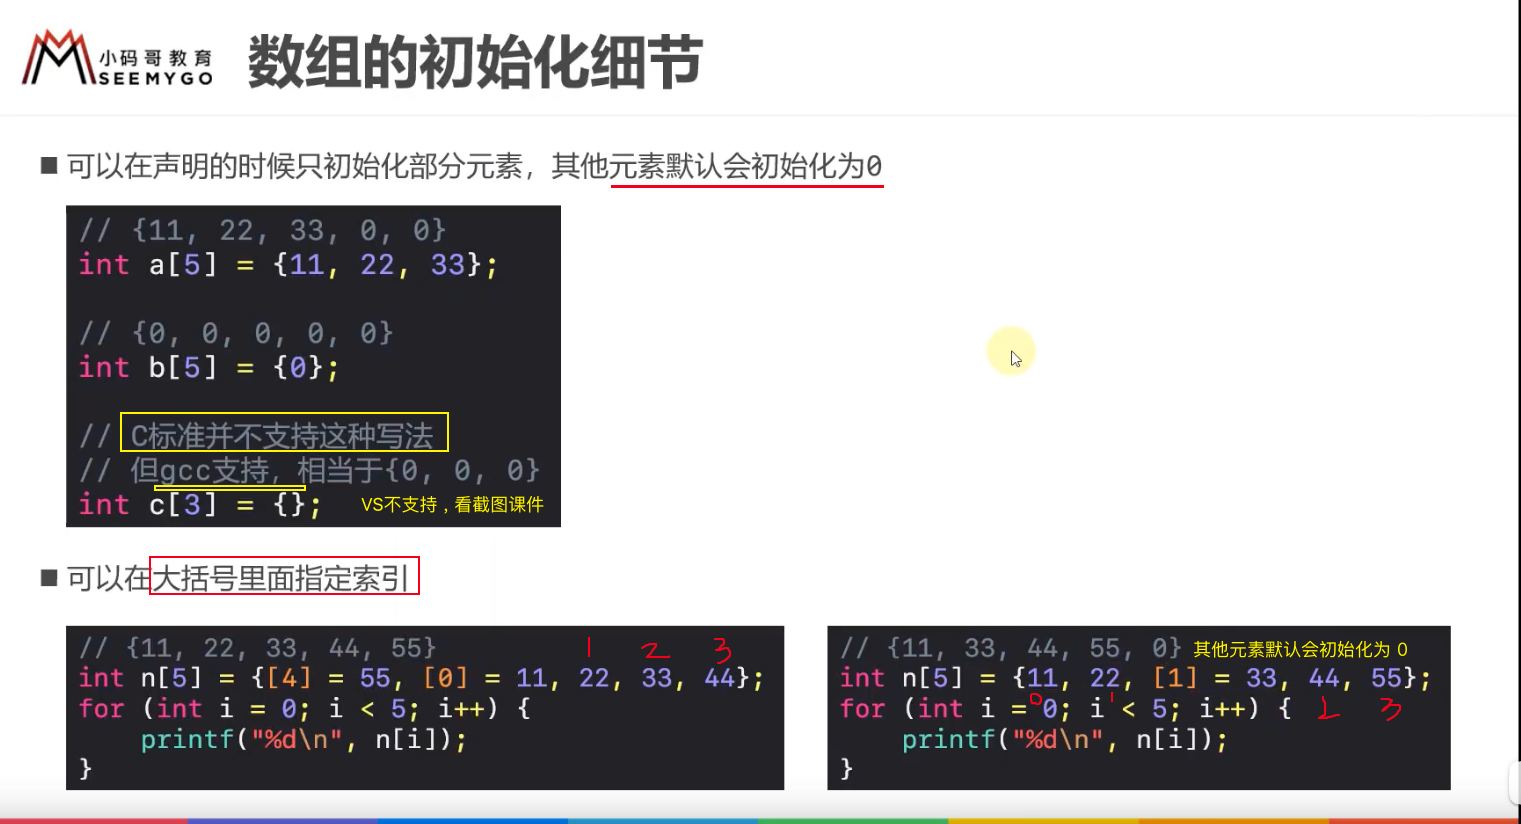 小码哥教育
SEEMYGO
数组的初始化细节
■ 可以在声明的时候只初始化部分元素，其他元素默认会初始化为0
// {11, 22, 33, 0, 0}
int a[5] = {11, 22, 33};
// {0, 0, 0, 0, 0}
int b[5] = {0};
// C标准并不支持这种写法
// 但gcc支持，相当于{0, 0, 0}
int c[3] = {};
VS不支持，看截图课件
■ 可以在大括号里面指定索引
// {11, 22, 33, 44, 55}
1 2 3
int n[5] = {[4] = 55, [0] = 11, 22, 33, 44};
for (int i = 0; i < 5; i++) {
printf("%d\n", n[i]);
}
// {11, 33, 44, 55, 0}
其他元素默认会初始化为 0
int n[5] = {11, 22, [1] = 33, 44, 55};
0 1 2 3
for (int i = 0; i < 5; i++) {
printf("%d\n", n[i]);
}